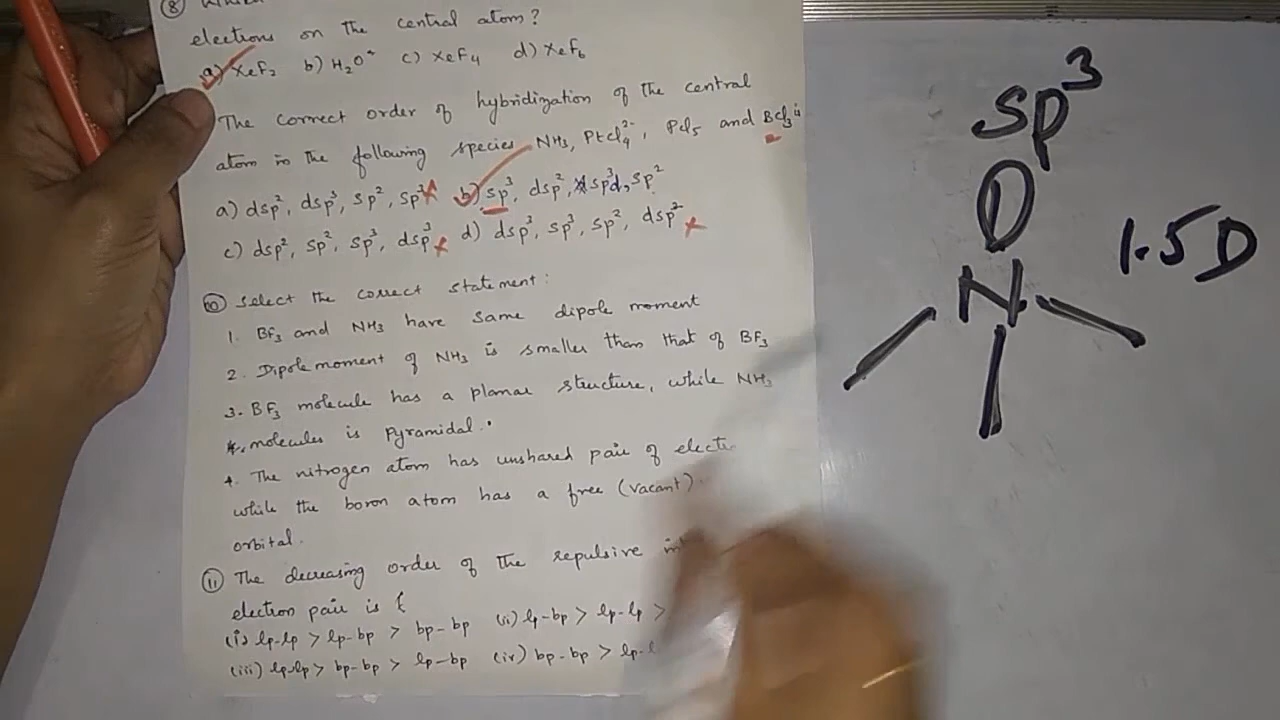 8
elections on the central atom?
a) XeF2 b) H2O+ c) XeF4 d) XeF6
The correct order of hybridization of the central
atom in the following species NH3, PtCl4²⁻, PCl5 and BCl3 is
a) dsp², dsp³, sp², sp³ b) sp³, dsp², sp³d, sp²
c) dsp², sp², sp³, dsp³ d) dsp³, sp³, sp², dsp²
10 Select the correct statement:
1. BF3 and NH3 have same dipole moment
2. Dipole moment of NH3 is smaller than that of BF3
3. BF3 molecule has a planar structure, while NH3
molecules is pyramidal.
4. The nitrogen atom has unshared pair of
while the boron atom has a free (vacant)
orbital.
11 The decreasing order of the repulsive
election pair is {
(i) lp-lp > lp-bp > bp-bp (ii) lp-bp > lp-lp >
(iii) lp-lp > bp-bp > lp-bp (iv) bp-bp >
sp³
N
1.5D